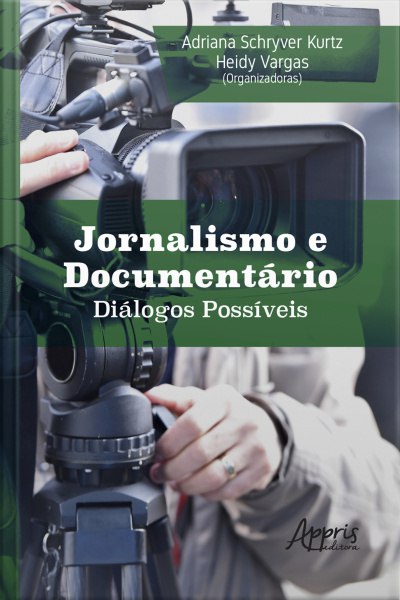 Adriana Schryver Kurtz
Heidy Vargas
(Organizadoras)
Jornalismo e
Documentário
Diálogos Possíveis
Appris
editora